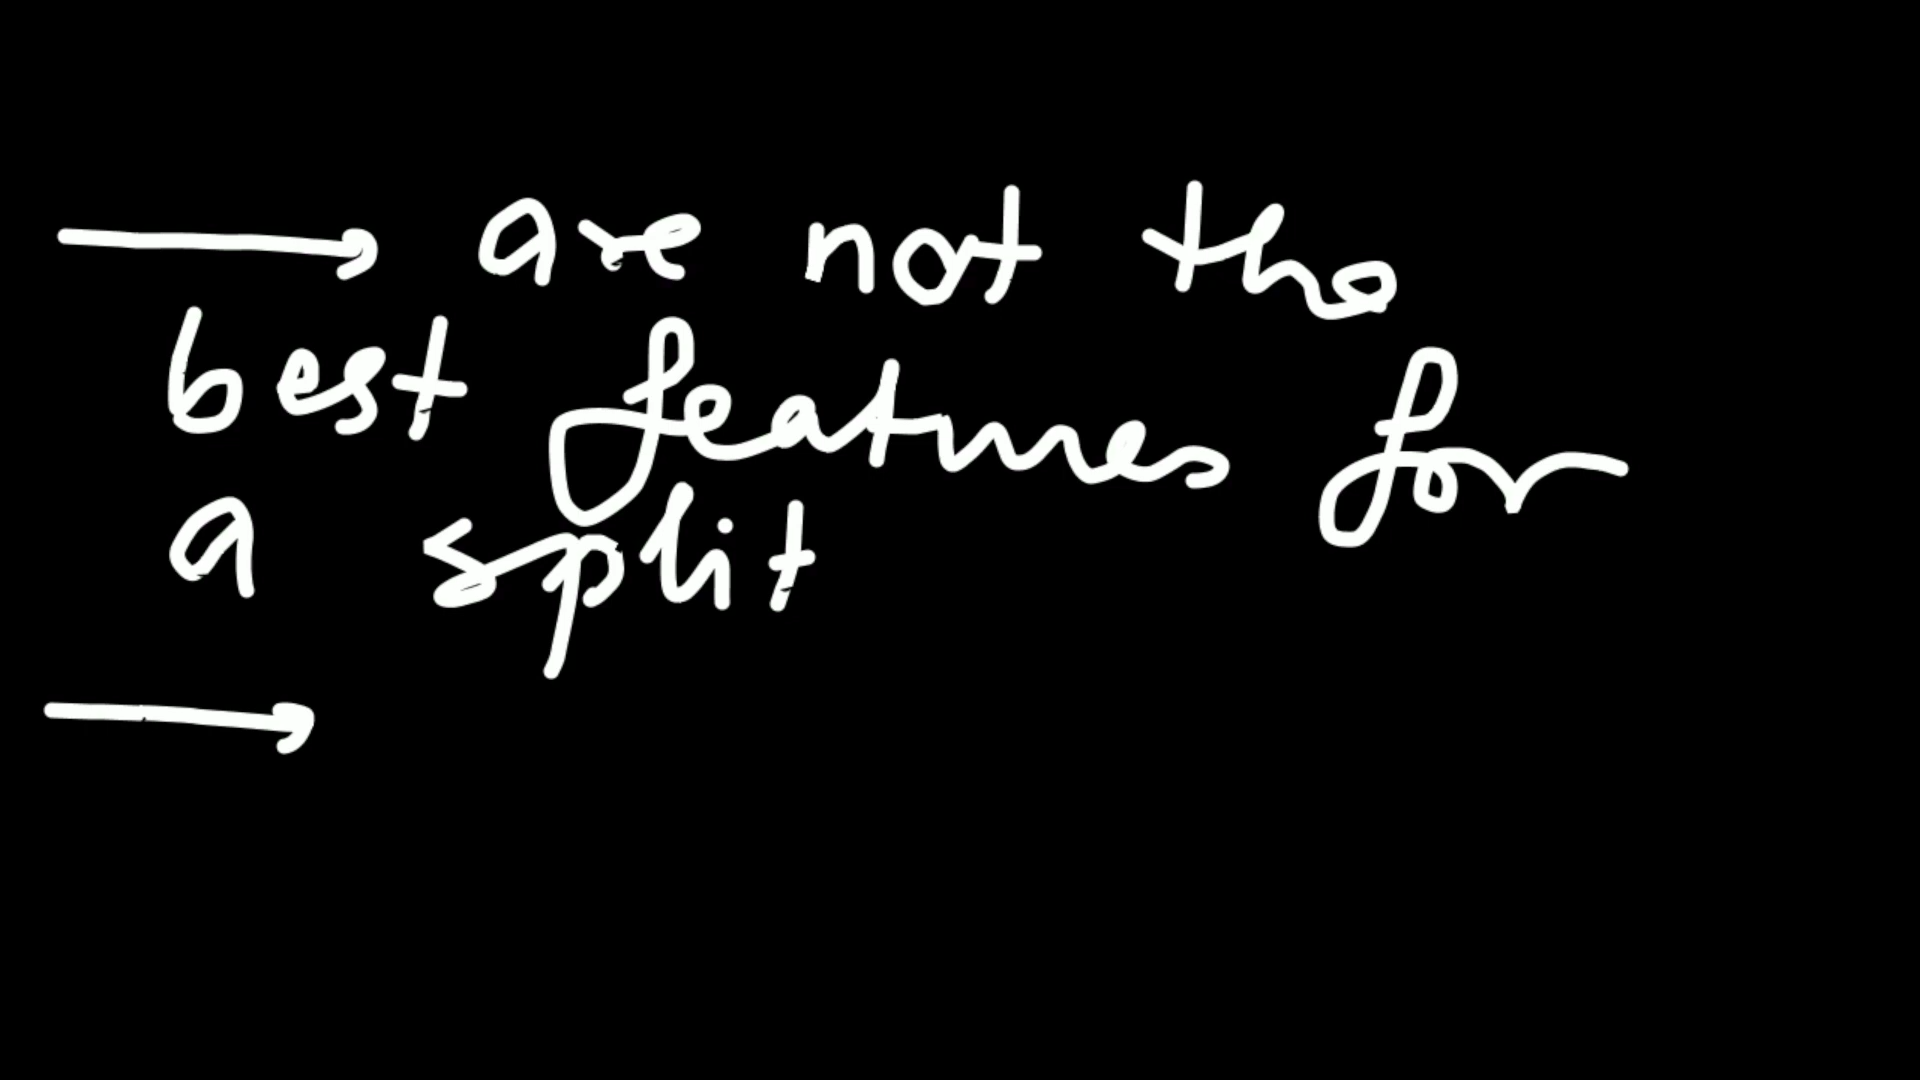 → are not the
best features for
a split
→